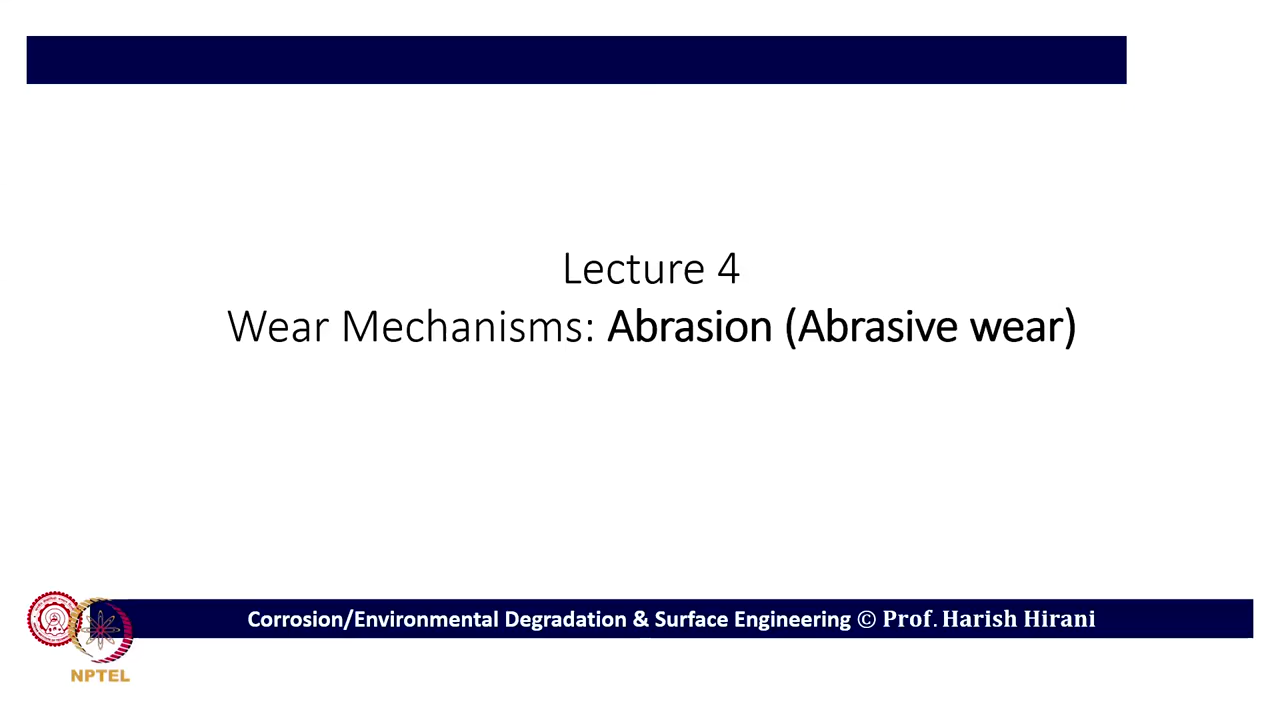 Lecture 4
Wear Mechanisms: Abrasion (Abrasive wear)
Corrosion/Environmental Degradation & Surface Engineering © Prof. Harish Hirani
NPTEL